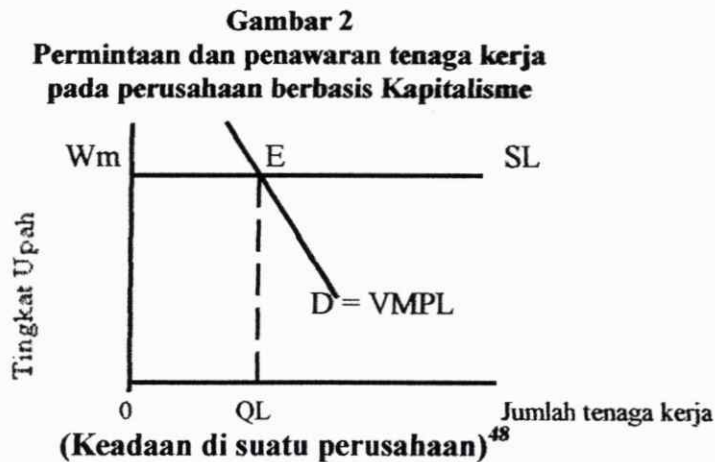 Gambar 2
Permintaan dan penawaran tenaga kerja
pada perusahaan berbasis Kapitalisme
Wm E SL
Tingkat Upah
D = VMPL
0 QL Jumlah tenaga kerja
(Keadaan di suatu perusahaan)48